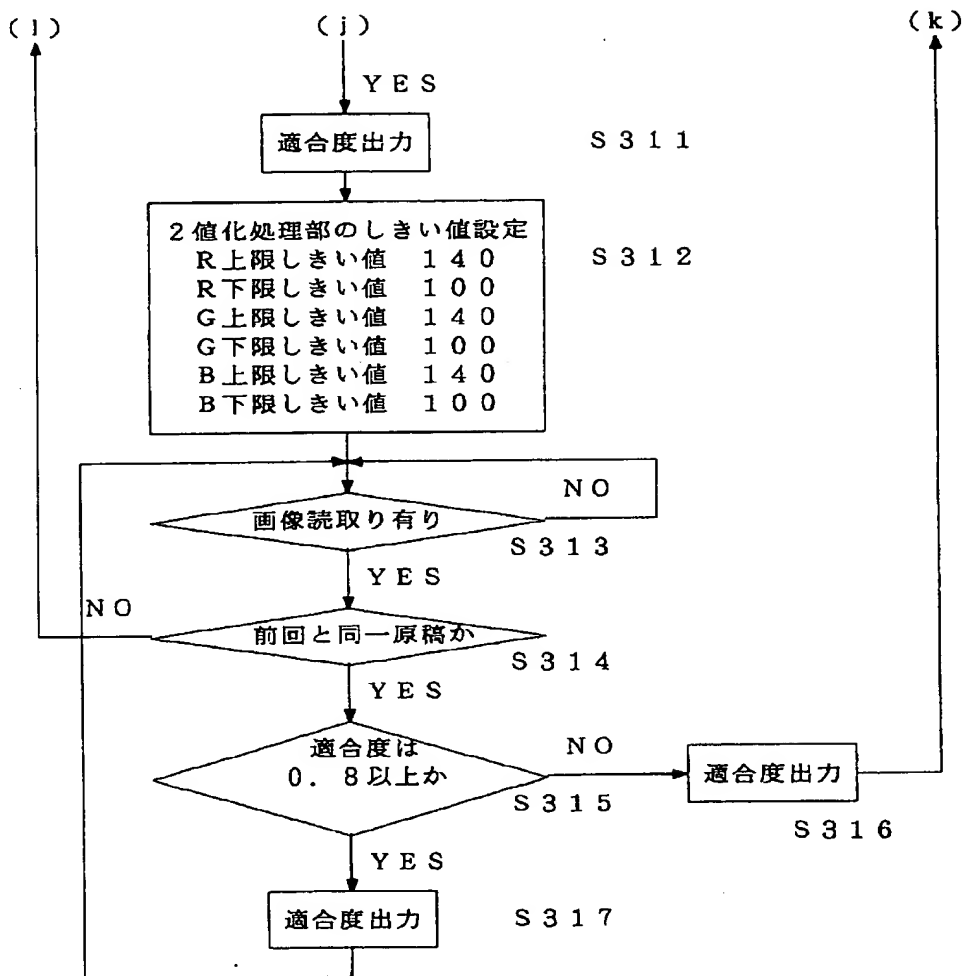 (l)
(j)
(k)
YES
適合度出力
S311
2値化処理部のしきい値設定
R上限しきい値 140
R下限しきい値 100
G上限しきい値 140
G下限しきい値 100
B上限しきい値 140
B下限しきい値 100
S312
NO
画像読取り有り
S313
YES
NO
前回と同一原稿か
S314
YES
適合度は
0.8以上か
NO
S315
適合度出力
S316
YES
適合度出力
S317